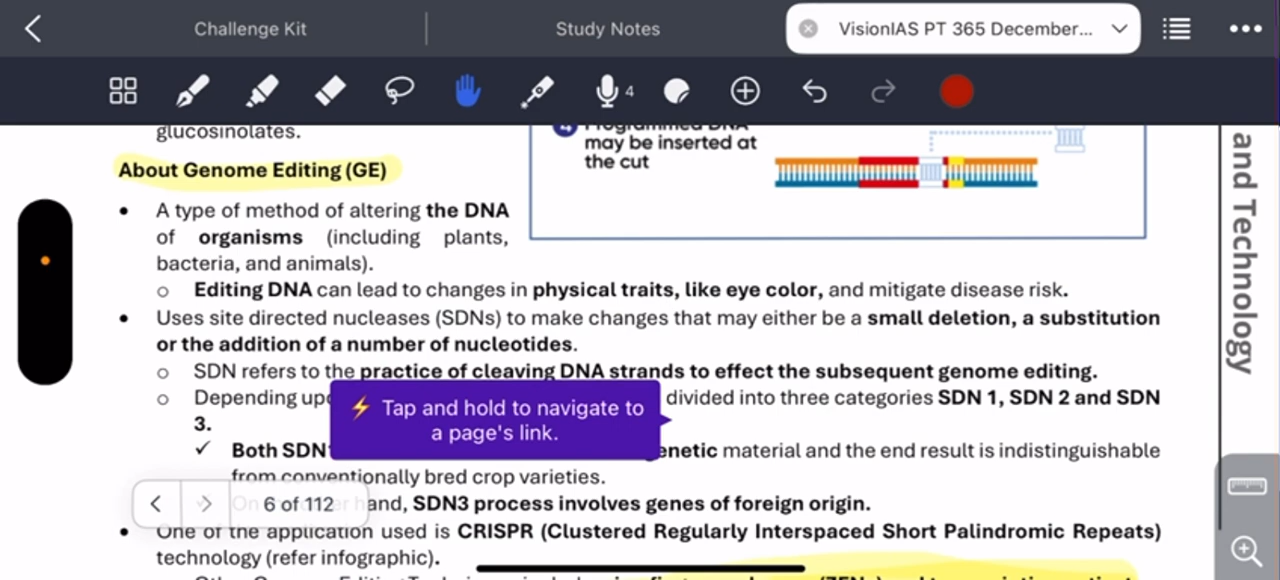 Challenge Kit
Study Notes
VisionIAS PT 365 December...
4
glucosinolates.
4 Programmed DNA
may be inserted at
the cut
and Technology
About Genome Editing (GE)
• A type of method of altering the DNA
of organisms (including plants,
bacteria, and animals).
o Editing DNA can lead to changes in physical traits, like eye color, and mitigate disease risk.
• Uses site directed nucleases (SDNs) to make changes that may either be a small deletion, a substitution
or the addition of a number of nucleotides.
o SDN refers to the practice of cleaving DNA strands to effect the subsequent genome editing.
o Depending divided into three categories SDN 1, SDN 2 and SDN
3.
⚡ Tap and hold to navigate to
a page's link.
✓ Both material and the end result is indistinguishable
from conventionally bred crop varieties.
6 of 112
hand, SDN3 process involves genes of foreign origin.
• One of the application used is CRISPR (Clustered Regularly Interspaced Short Palindromic Repeats)
technology (refer infographic).